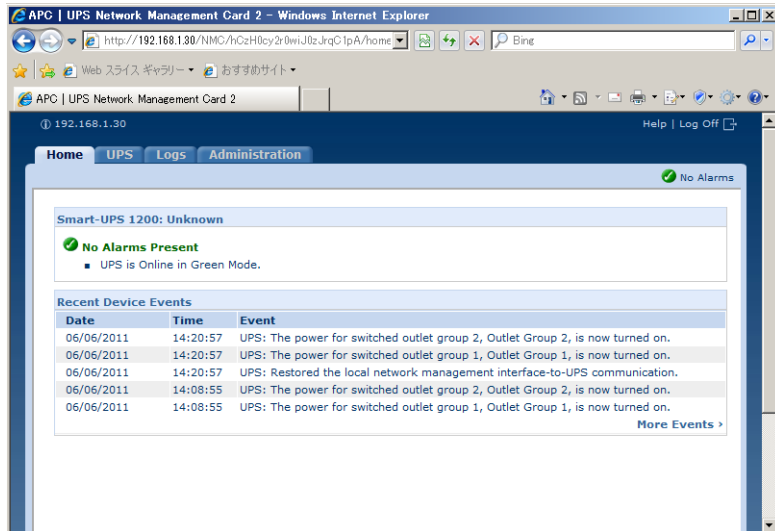 APC | UPS Network Management Card 2 - Windows Internet Explorer
http://192.168.1.30/NMC/hCzH0cy2r0wiJ0zJrqC1pA/home
Bing
Web スライス ギャラリー
おすすめサイト
APC | UPS Network Management Card 2
192.168.1.30
Help | Log Off
Home UPS Logs Administration
No Alarms
Smart-UPS 1200: Unknown
No Alarms Present
UPS is Online in Green Mode.
Recent Device Events
Date Time Event
06/06/2011 14:20:57 UPS: The power for switched outlet group 2, Outlet Group 2, is now turned on.
06/06/2011 14:20:57 UPS: The power for switched outlet group 1, Outlet Group 1, is now turned on.
06/06/2011 14:20:57 UPS: Restored the local network management interface-to-UPS communication.
06/06/2011 14:08:55 UPS: The power for switched outlet group 2, Outlet Group 2, is now turned on.
06/06/2011 14:08:55 UPS: The power for switched outlet group 1, Outlet Group 1, is now turned on.
More Events ›